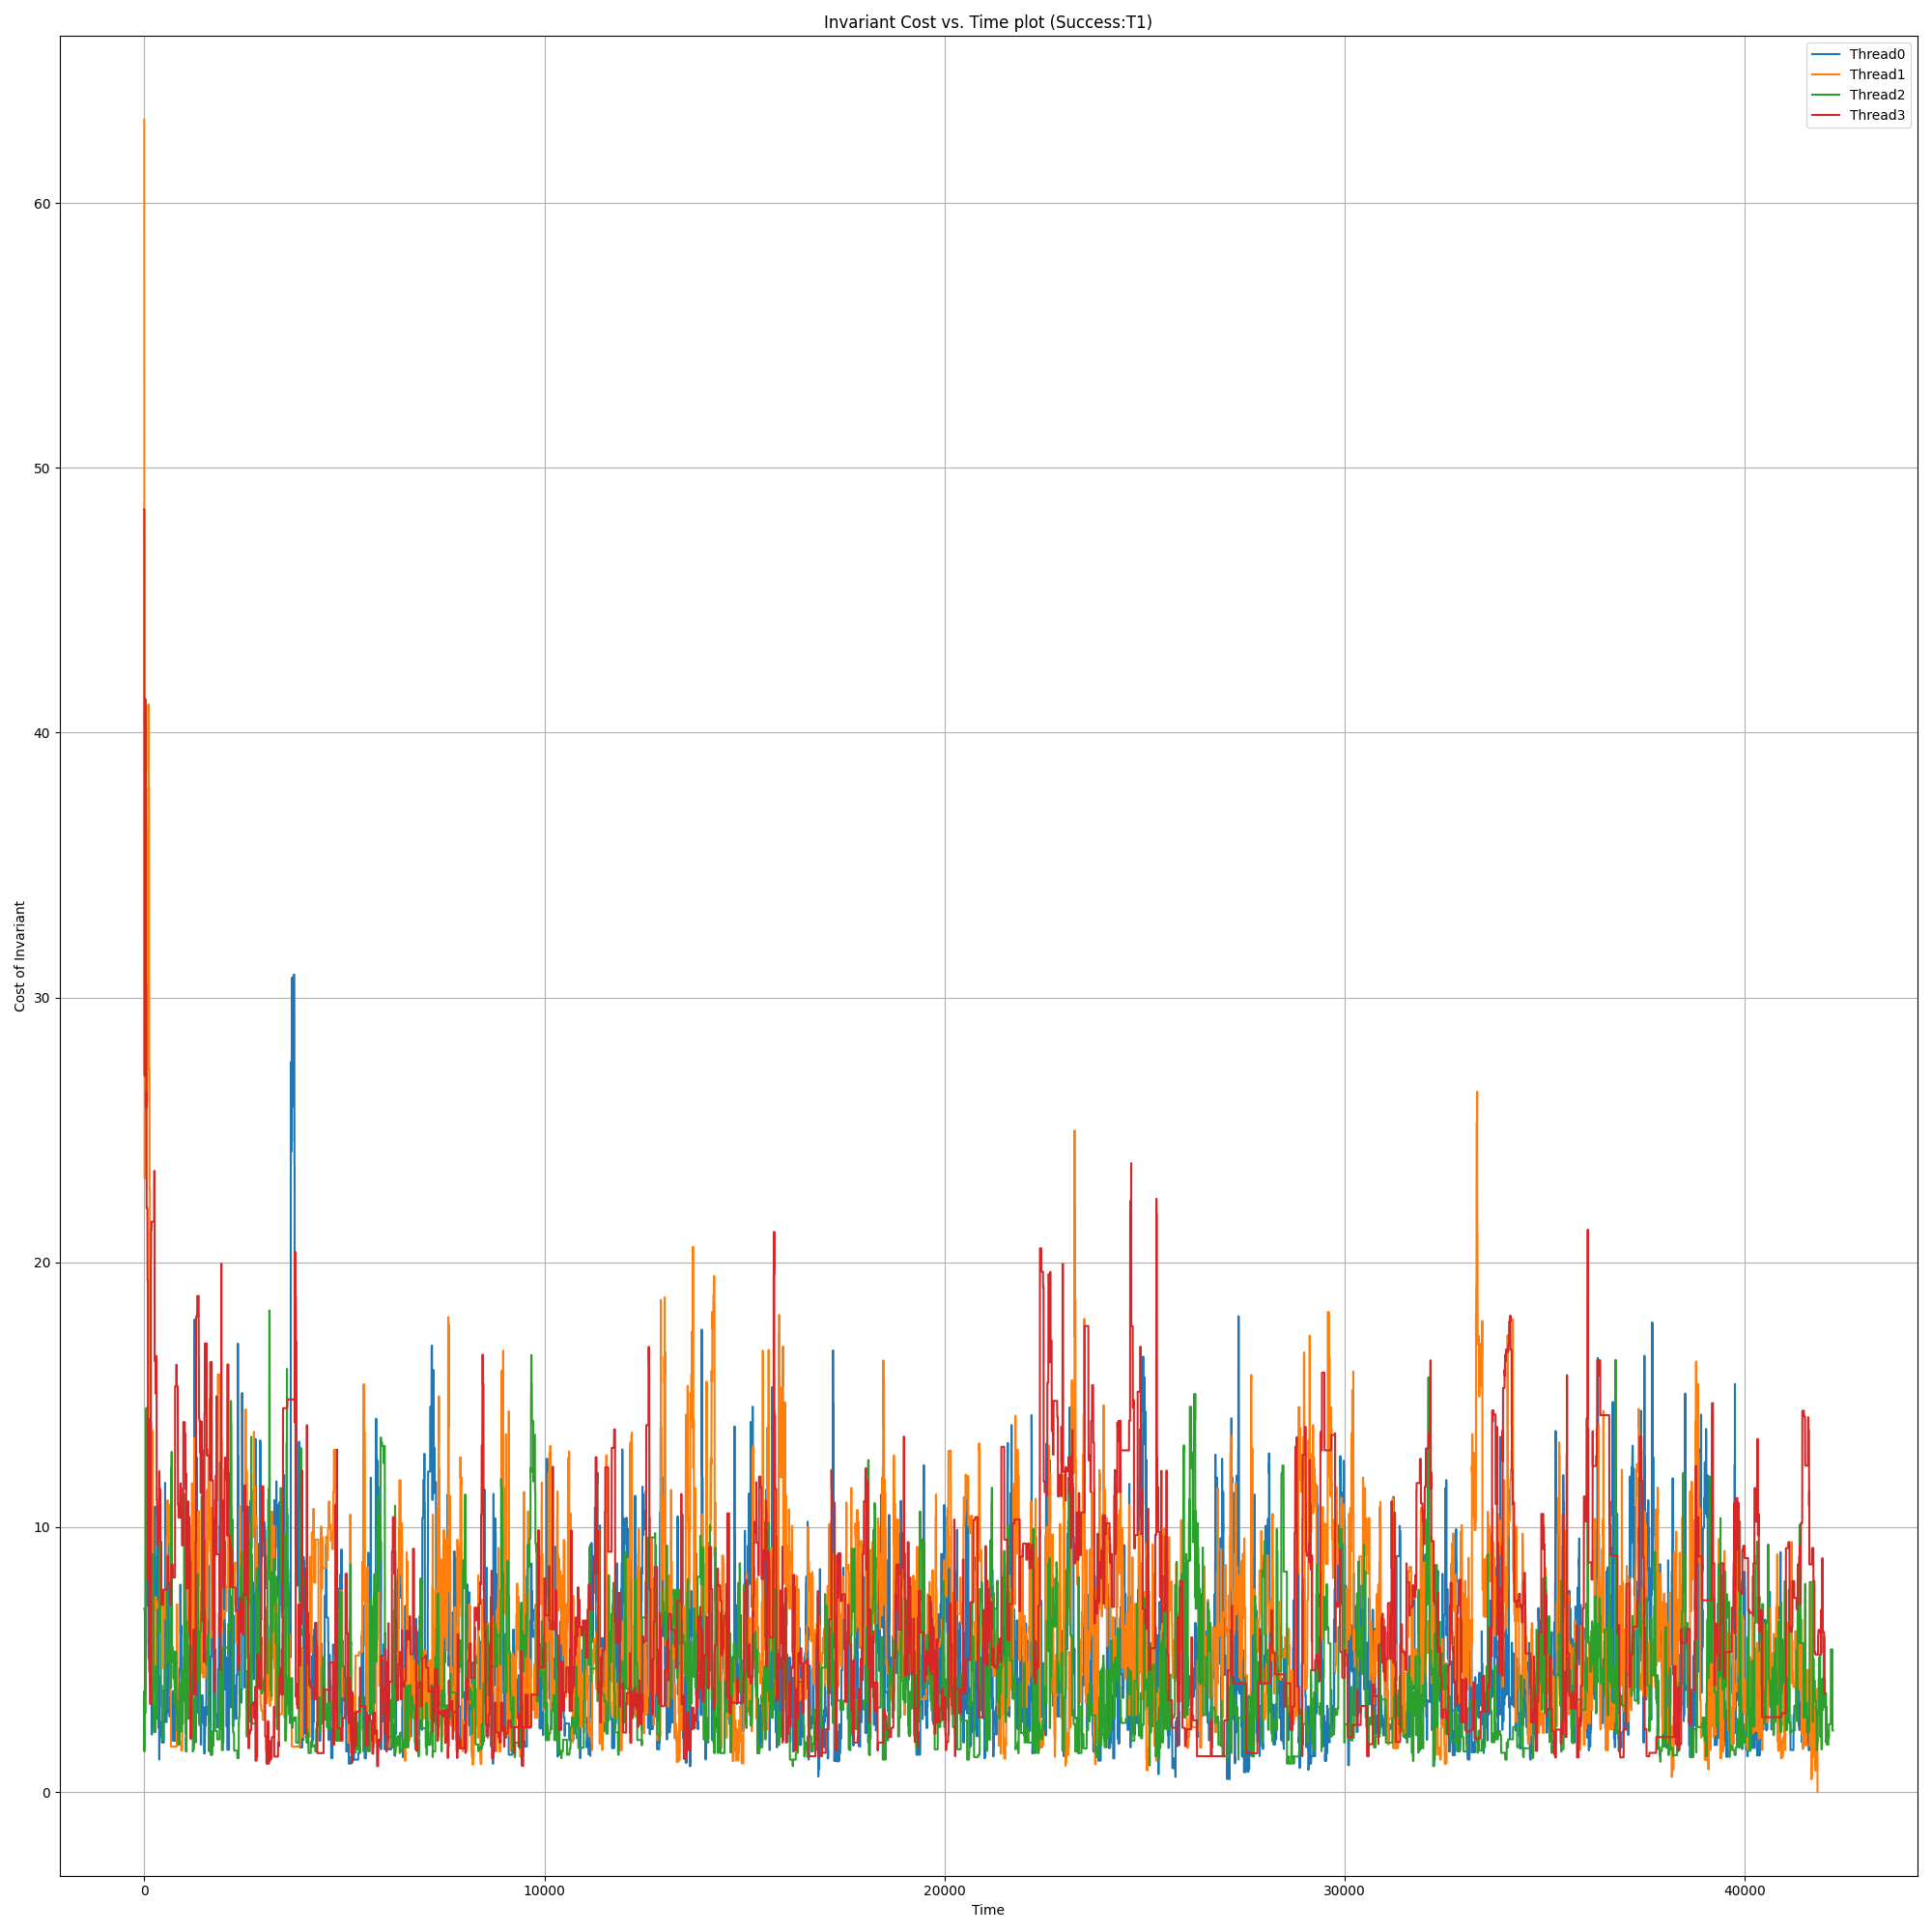 Invariant Cost vs. Time plot (Success:T1)
Thread0
Thread1
Thread2
Thread3
60
50
40
30
20
10
0
Cost of Invariant
0 10000 20000 30000 40000
Time